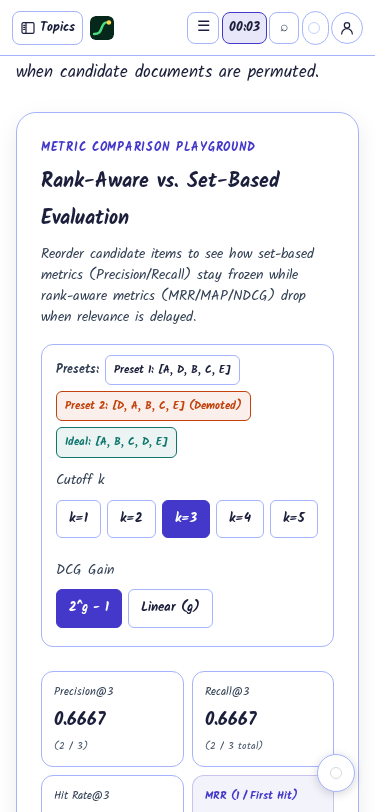 Topics
☰
00:03
⌕
when candidate documents are permuted.
METRIC COMPARISON PLAYGROUND
Rank-Aware vs. Set-Based
Evaluation
Reorder candidate items to see how set-based
metrics (Precision/Recall) stay frozen while
rank-aware metrics (MRR/MAP/NDCG) drop
when relevance is delayed.
Presets: Preset 1: [A, D, B, C, E]
Preset 2: [D, A, B, C, E] (Demoted)
Ideal: [A, B, C, D, E]
Cutoff k
k=1 k=2 k=3 k=4 k=5
DCG Gain
2^g - 1 Linear (g)
Precision@3
0.6667
(2 / 3)
Recall@3
0.6667
(2 / 3 total)
Hit Rate@3
MRR (1 / First Hit)